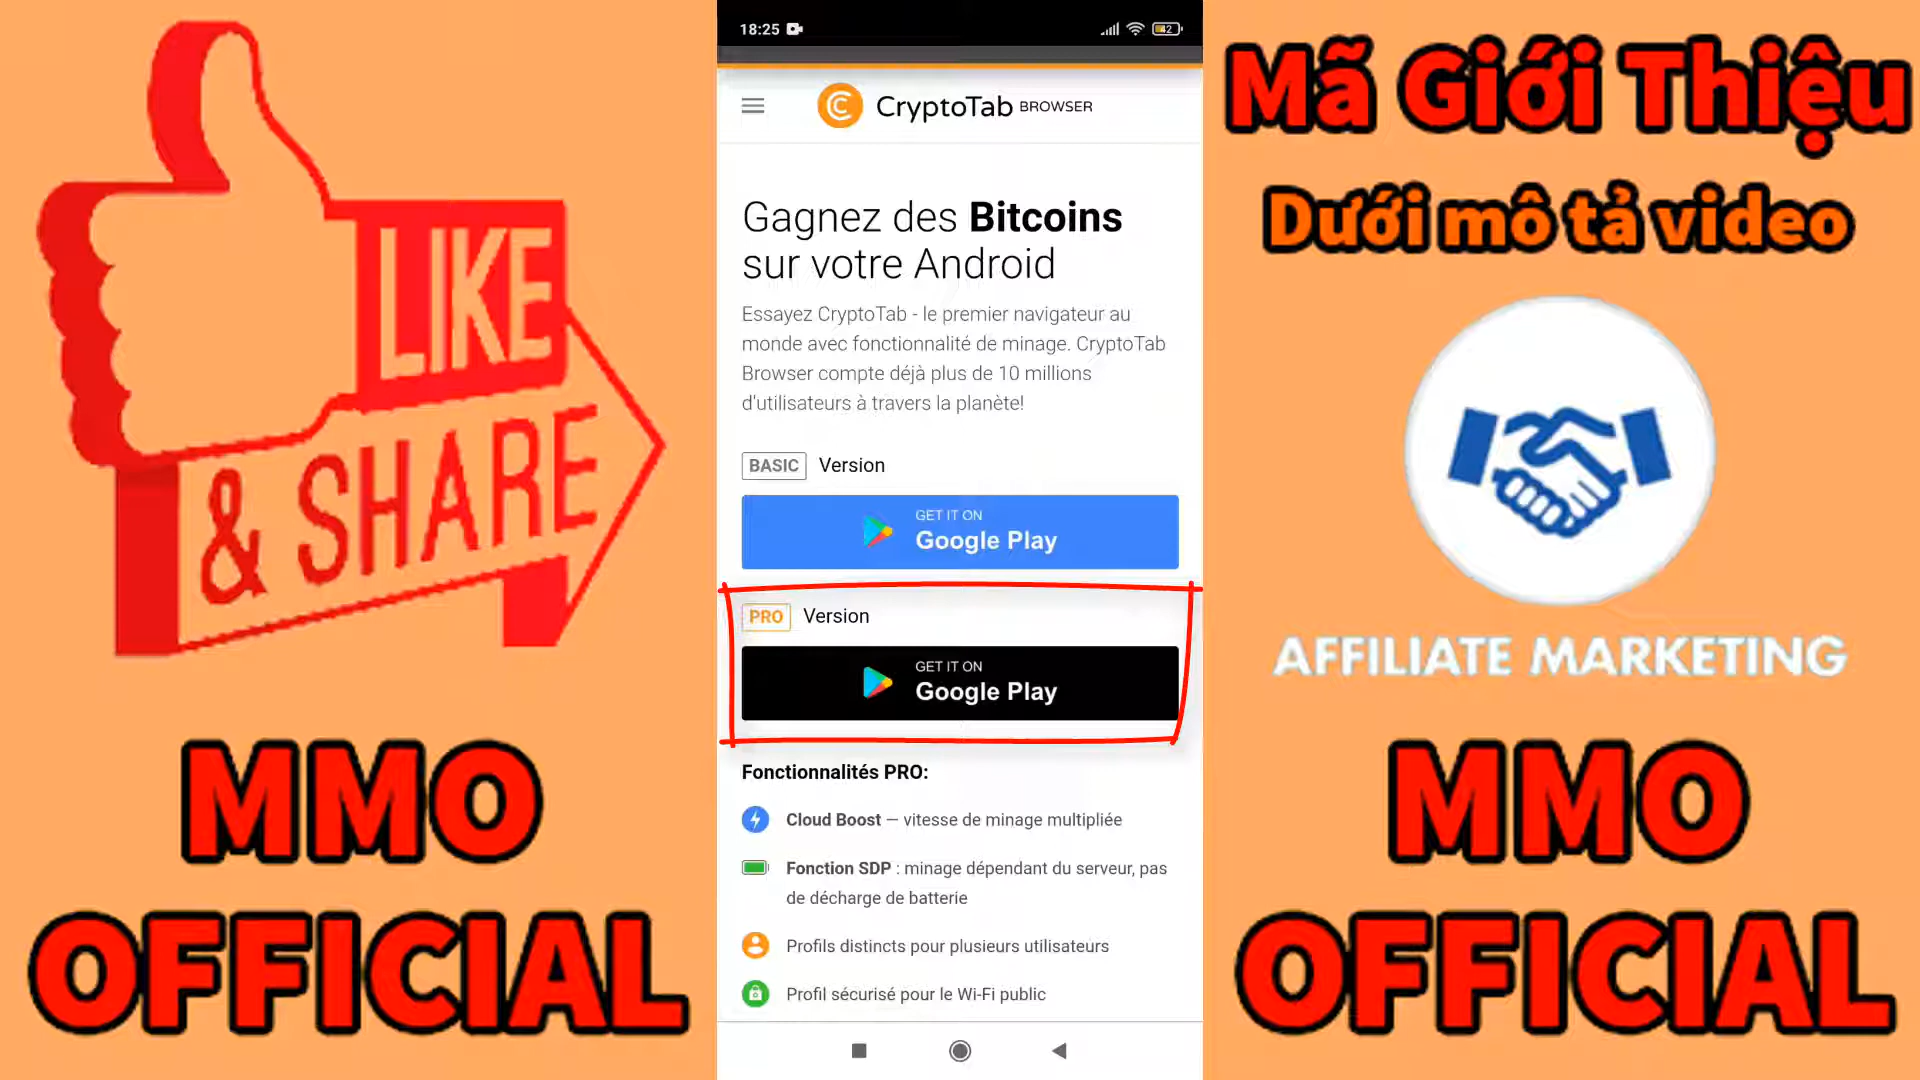 LIKE
& SHARE
MMO
OFFICIAL
18:25
42
CryptoTab BROWSER
Gagnez des Bitcoins
sur votre Android
Essayez CryptoTab - le premier navigateur au
monde avec fonctionnalité de minage. CryptoTab
Browser compte déjà plus de 10 millions
d'utilisateurs à travers la planète!
BASIC Version
GET IT ON
Google Play
PRO Version
GET IT ON
Google Play
Fonctionnalités PRO:
Cloud Boost — vitesse de minage multipliée
Fonction SDP : minage dépendant du serveur, pas
de décharge de batterie
Profils distincts pour plusieurs utilisateurs
Profil sécurisé pour le Wi-Fi public
Mã Giới Thiệu
Dưới mô tả video
AFFILIATE MARKETING
MMO
OFFICIAL